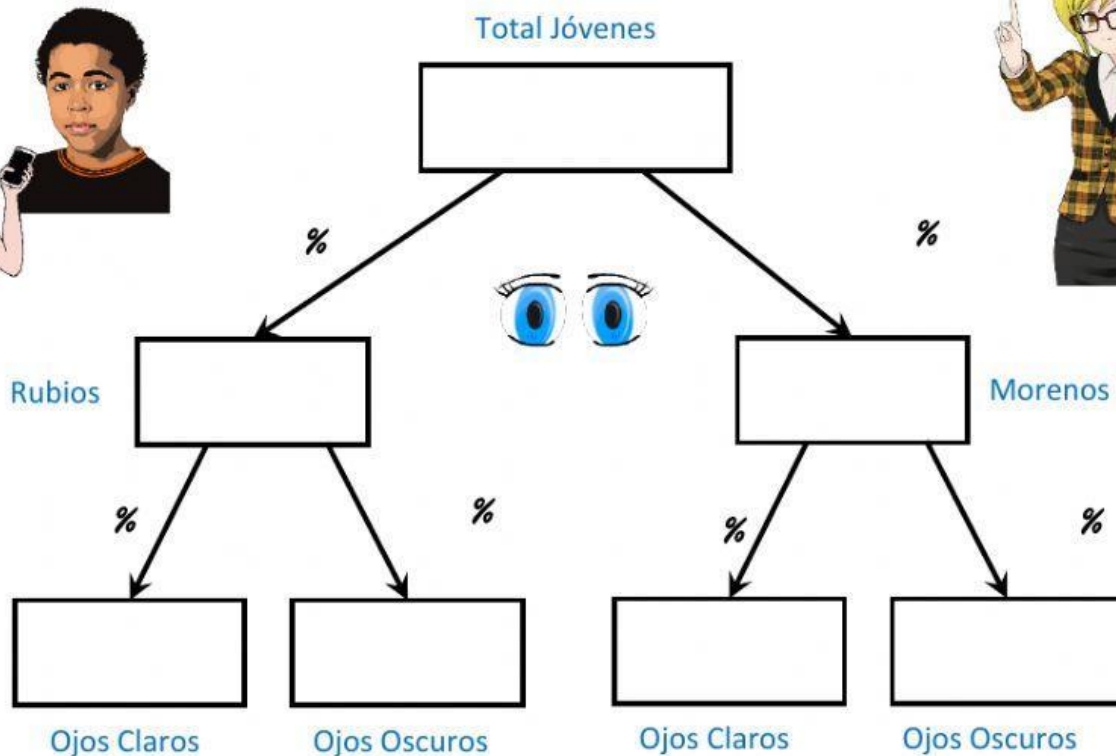 Total Jóvenes
%
%
Rubios
Morenos
%
%
%
%
Ojos Claros
Ojos Oscuros
Ojos Claros
Ojos Oscuros